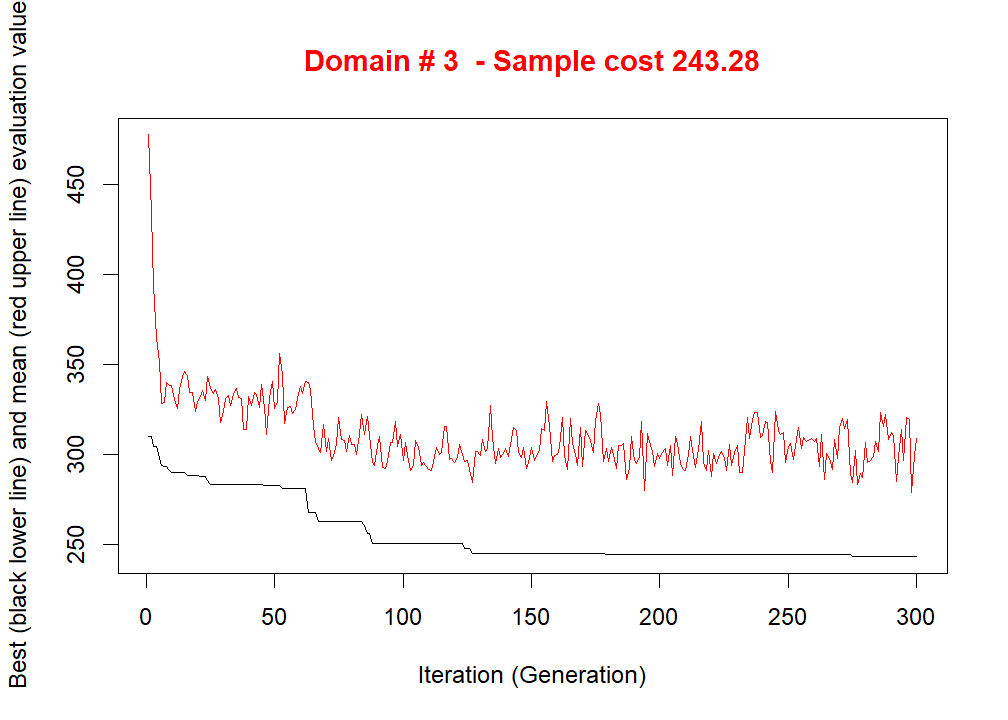 Domain # 3  - Sample cost 243.28
Best (black lower line) and mean (red upper line) evaluation value
450
400
350
300
250
0 50 100 150 200 250 300
Iteration (Generation)